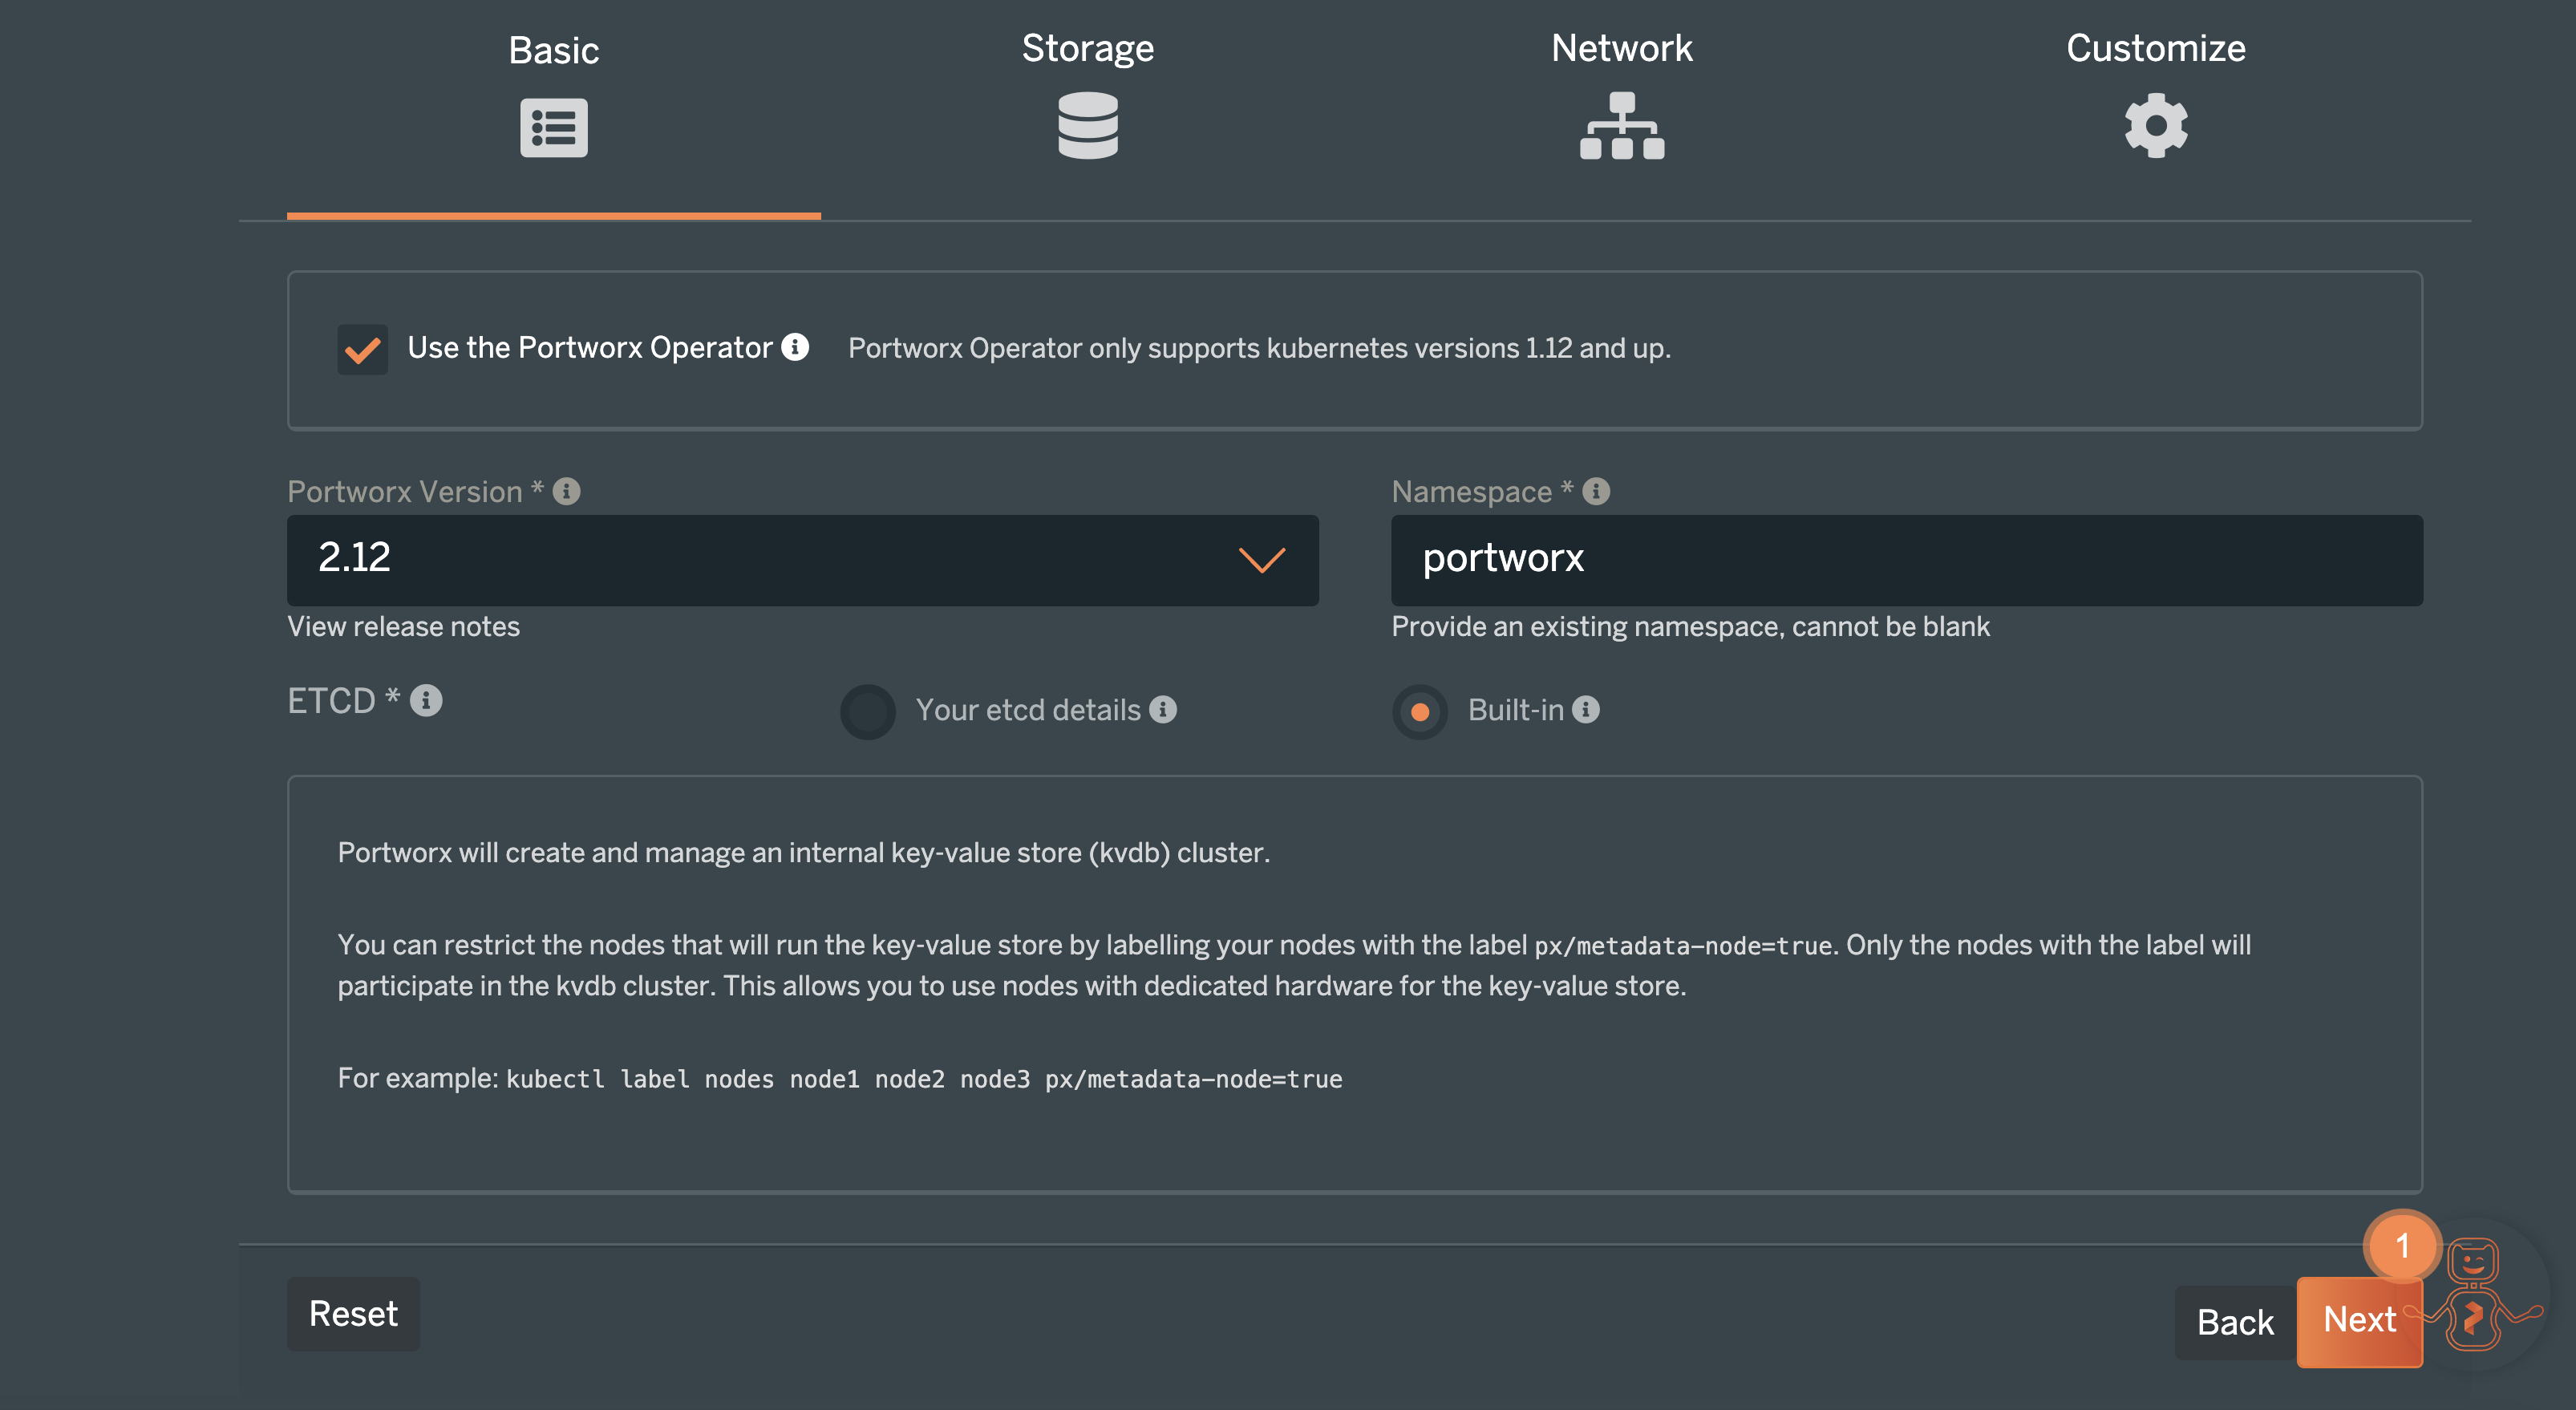 Basic
Storage
Network
Customize
Use the Portworx Operator
Portworx Operator only supports kubernetes versions 1.12 and up.
Portworx Version *
Namespace *
2.12
portworx
View release notes
Provide an existing namespace, cannot be blank
ETCD *
Your etcd details
Built-in
Portworx will create and manage an internal key-value store (kvdb) cluster.
You can restrict the nodes that will run the key-value store by labelling your nodes with the label px/metadata-node=true. Only the nodes with the label will
participate in the kvdb cluster. This allows you to use nodes with dedicated hardware for the key-value store.
For example: kubectl label nodes node1 node2 node3 px/metadata-node=true
1
Reset
Back
Next